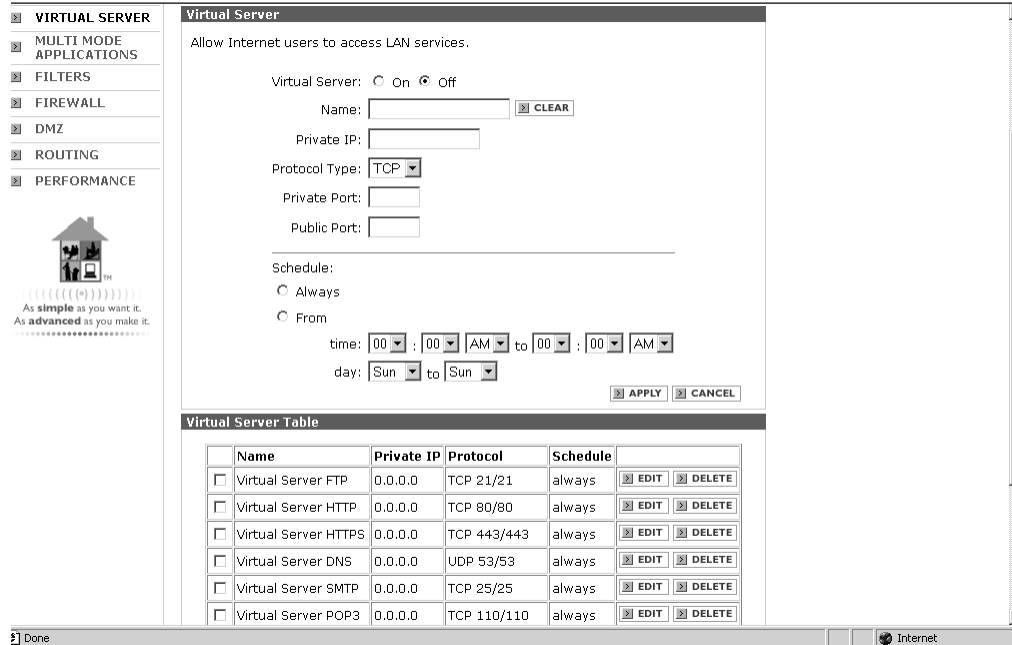 VIRTUAL SERVER
MULTI MODE
APPLICATIONS
FILTERS
FIREWALL
DMZ
ROUTING
PERFORMANCE
TM
((((((((•))))))))
As simple as you want it.
As advanced as you make it.
Virtual Server
Allow Internet users to access LAN services.
Virtual Server: On Off
Name: CLEAR
Private IP:
Protocol Type: TCP
Private Port:
Public Port:
Schedule:
Always
From
time: 00 : 00 AM to 00 : 00 AM
day: Sun to Sun
APPLY CANCEL
Virtual Server Table
Name Private IP Protocol Schedule
Virtual Server FTP 0.0.0.0 TCP 21/21 always EDIT DELETE
Virtual Server HTTP 0.0.0.0 TCP 80/80 always EDIT DELETE
Virtual Server HTTPS 0.0.0.0 TCP 443/443 always EDIT DELETE
Virtual Server DNS 0.0.0.0 UDP 53/53 always EDIT DELETE
Virtual Server SMTP 0.0.0.0 TCP 25/25 always EDIT DELETE
Virtual Server POP3 0.0.0.0 TCP 110/110 always EDIT DELETE
Done Internet